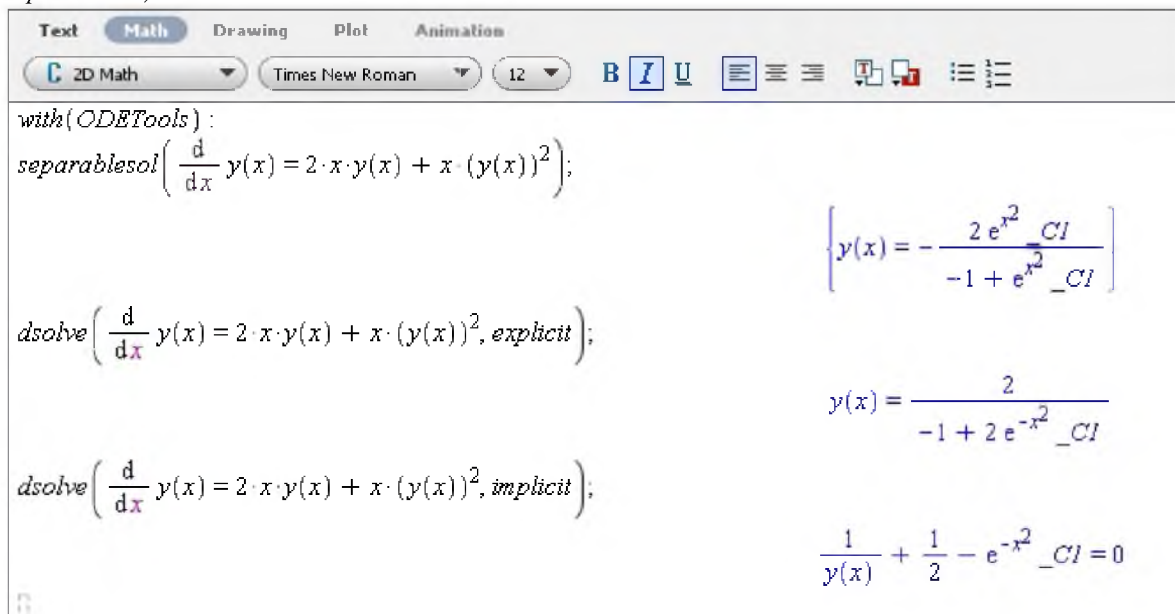 Text Math Drawing Plot Animation
C 2D Math Times New Roman 12 B I U
with(ODETools) :
separablesol( d/dx y(x) = 2·x·y(x) + x·(y(x))^2 );
{y(x) = - (2 e^(x^2) _C1)/(-1 + e^(x^2) _C1)}
dsolve( d/dx y(x) = 2·x·y(x) + x·(y(x))^2, explicit );
y(x) = 2/(-1 + 2 e^(-x^2) _C1)
dsolve( d/dx y(x) = 2·x·y(x) + x·(y(x))^2, implicit );
1/y(x) + 1/2 - e^(-x^2) _C1 = 0